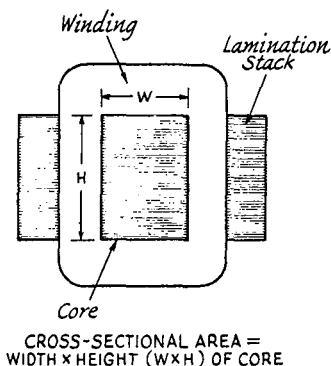 Winding
Lamination
Stack
W
H
Core
CROSS-SECTIONAL AREA =
WIDTH × HEIGHT (W×H) OF CORE